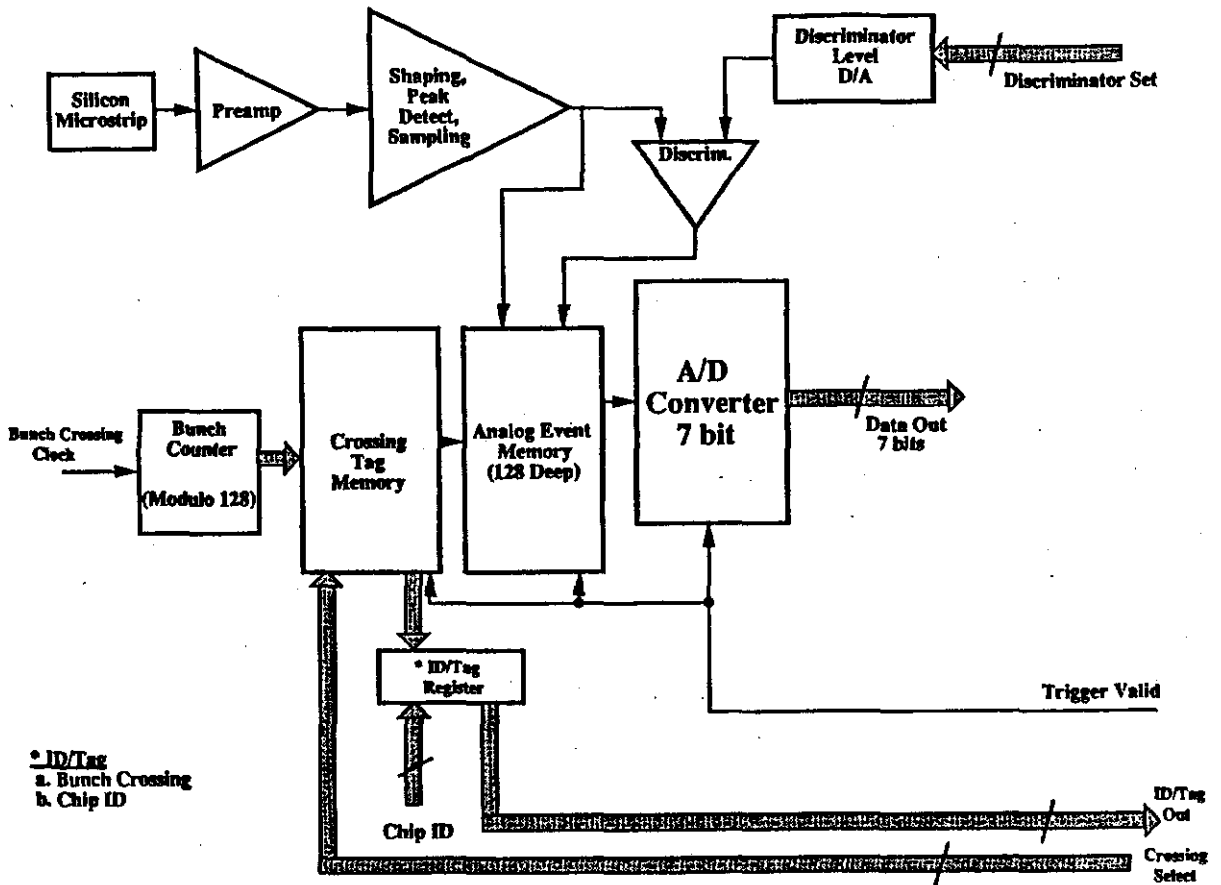 Silicon
Microstrip
Preamp
Shaping,
Peak
Detect,
Sampling
Discriminator
Level
D/A
Discriminator Set
Discrim.
Bunch Crossing
Clock
Bunch
Counter
(Modulo 128)
Crossing
Tag
Memory
Analog Event
Memory
(128 Deep)
A/D
Converter
7 bit
Data Out
7 bits
* ID/Tag
Register
Trigger Valid
* ID/Tag
a. Bunch Crossing
b. Chip ID
Chip ID
ID/Tag
Out
Crossing
Select